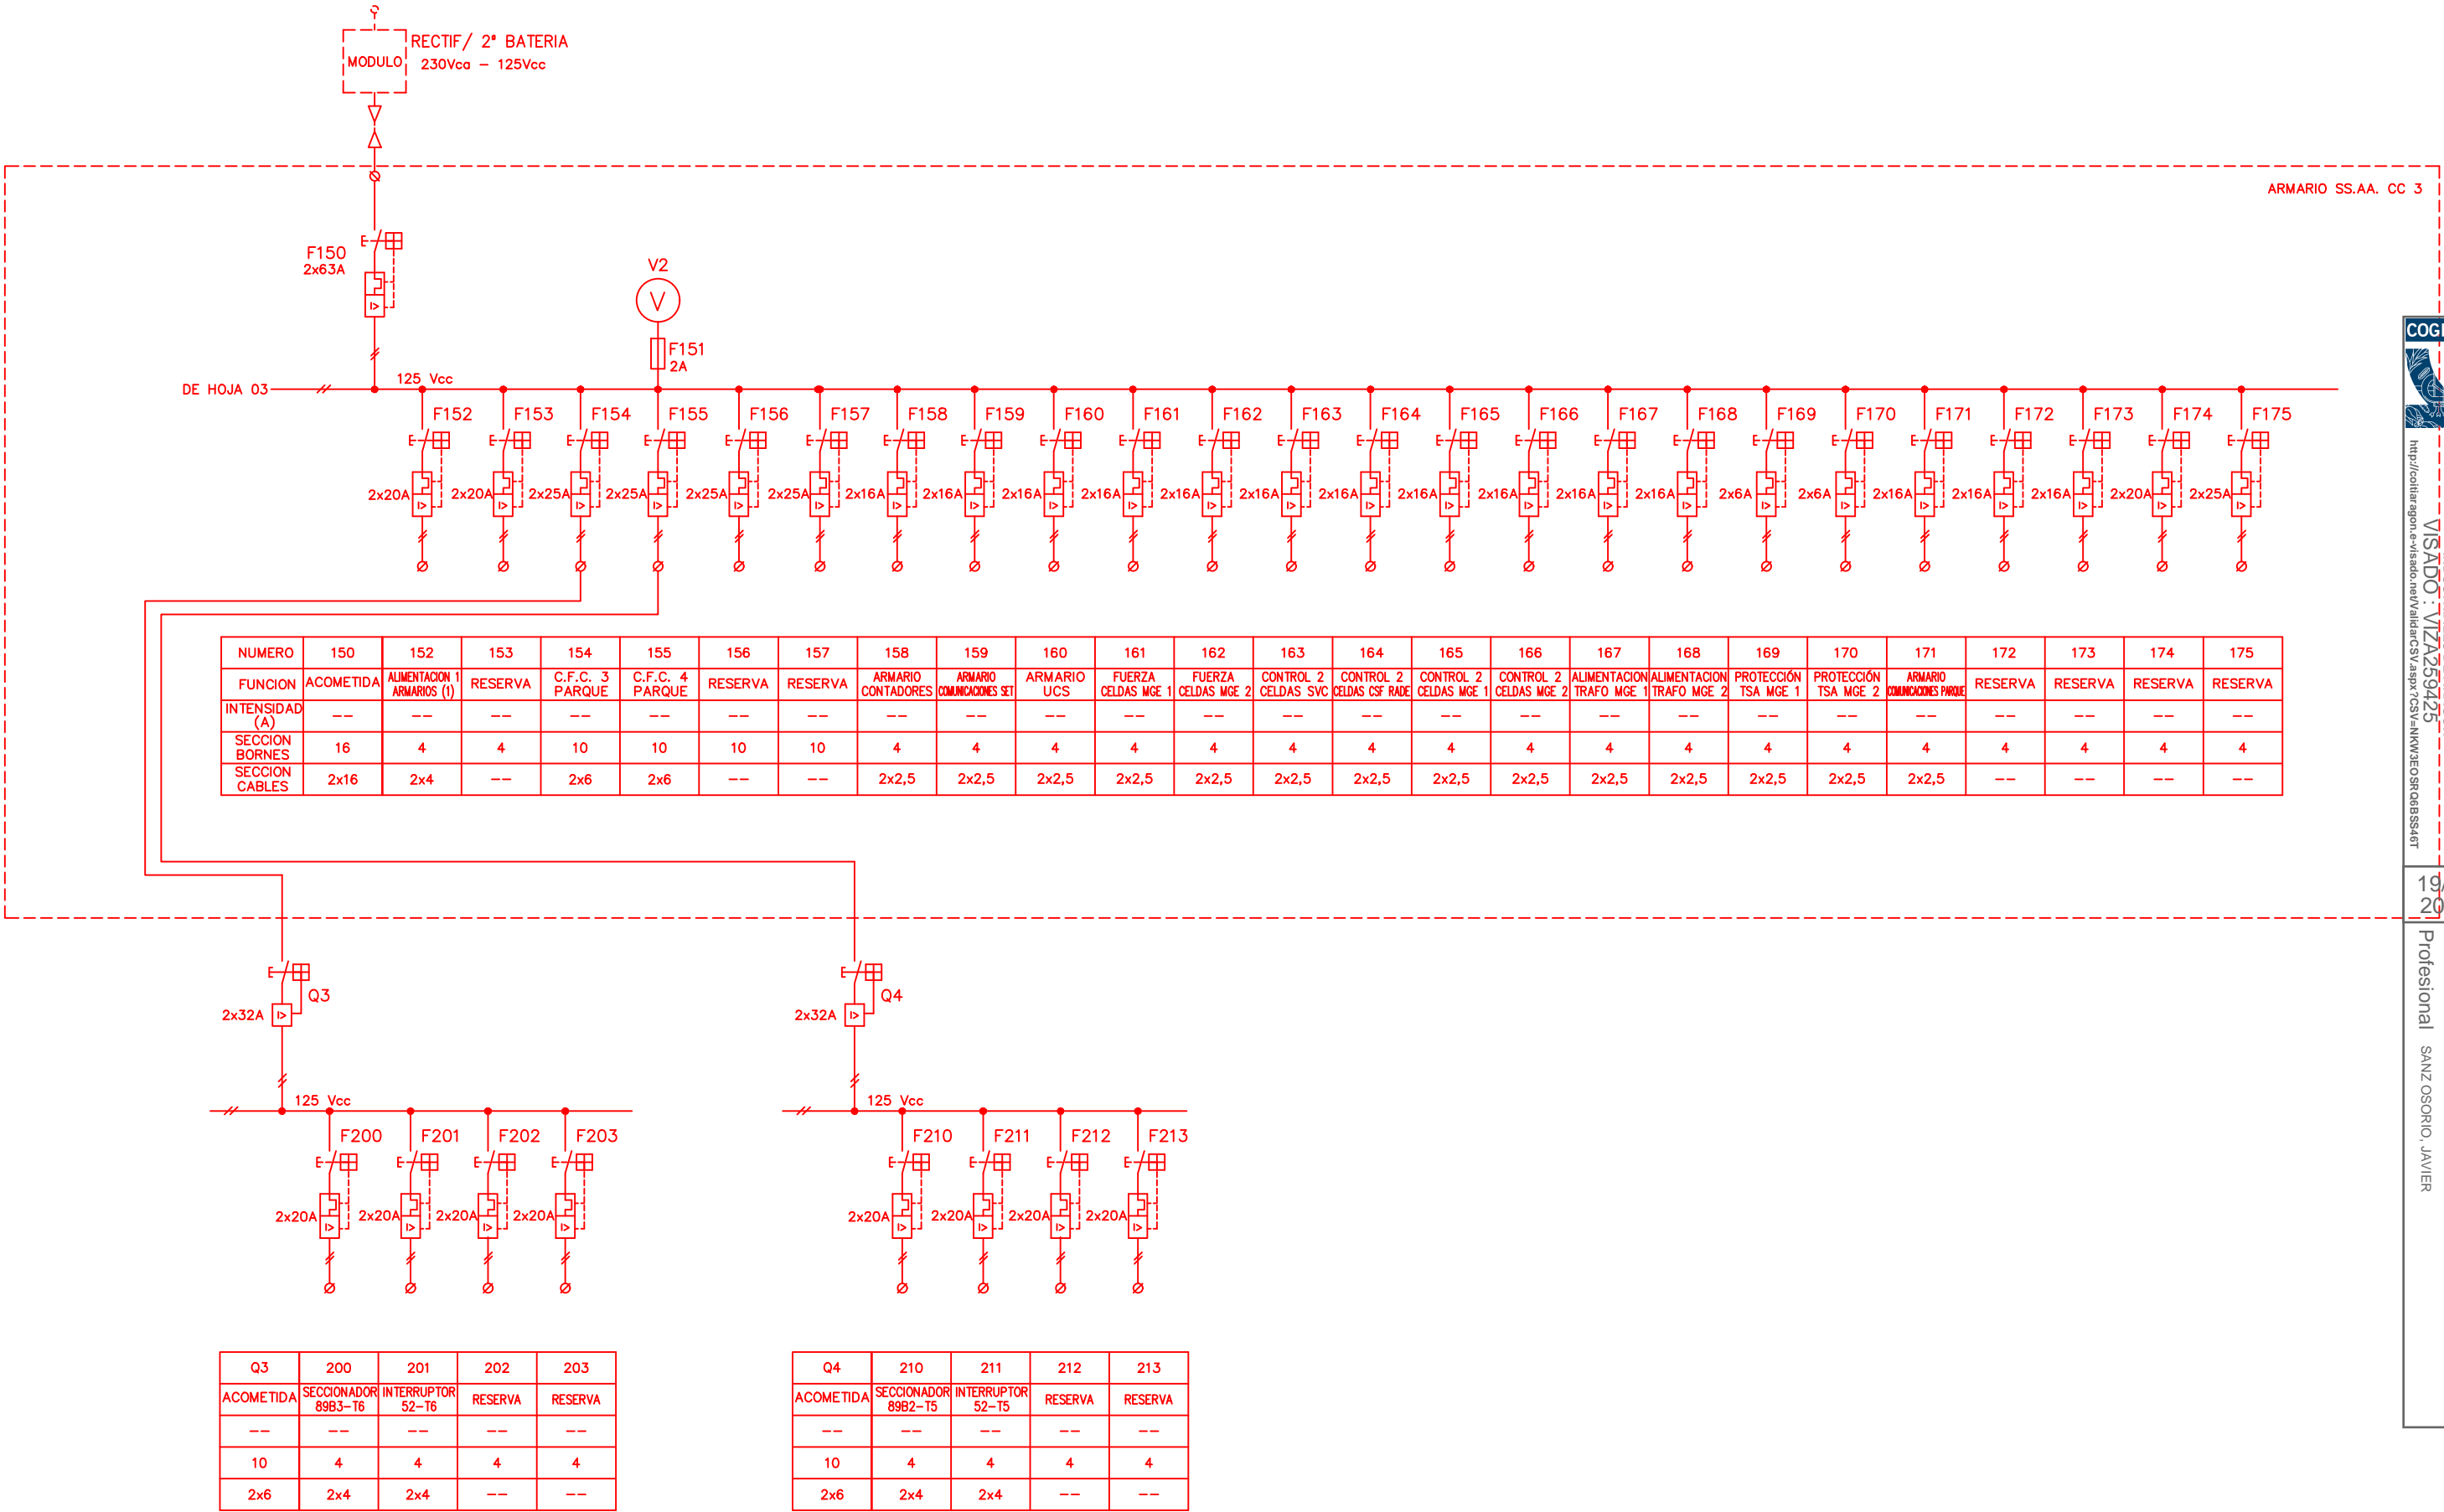 RECTIF/ 2ª BATERIA
MODULO
230Vca - 125Vcc
ARMARIO SS.AA. CC 3
F150
2x63A
V2
V
F151
2A
DE HOJA 03
125 Vcc
F152 F153 F154 F155 F156 F157 F158 F159 F160 F161 F162 F163 F164 F165 F166 F167 F168 F169 F170 F171 F172 F173 F174 F175
2x20A 2x20A 2x25A 2x25A 2x25A 2x25A 2x16A 2x16A 2x16A 2x16A 2x16A 2x16A 2x16A 2x16A 2x16A 2x16A 2x16A 2x6A 2x6A 2x16A 2x16A 2x16A 2x20A 2x25A
I> I> I> I> I> I> I> I> I> I> I> I> I> I> I> I> I> I> I> I> I> I> I> I> I>
NUMERO 150 152 153 154 155 156 157 158 159 160 161 162 163 164 165 166 167 168 169 170 171 172 173 174 175
FUNCION ACOMETIDA ALIMENTACION 1 ARMARIOS (1) RESERVA C.F.C. 3 PARQUE C.F.C. 4 PARQUE RESERVA RESERVA ARMARIO CONTADORES ARMARIO COMUNICACIONES SET ARMARIO UCS FUERZA CELDAS MGE 1 FUERZA CELDAS MGE 2 CONTROL 2 CELDAS SVC CONTROL 2 CELDAS CSF RADE CONTROL 2 CELDAS MGE 1 CONTROL 2 CELDAS MGE 2 ALIMENTACION TRAFO MGE 1 ALIMENTACION TRAFO MGE 2 PROTECCIÓN TSA MGE 1 PROTECCIÓN TSA MGE 2 ARMARIO COMUNICACIONES PARQUE RESERVA RESERVA RESERVA RESERVA
INTENSIDAD (A) -- -- -- -- -- -- -- -- -- -- -- -- -- -- -- -- -- -- -- -- -- -- -- -- --
SECCION BORNES 16 4 4 10 10 10 10 4 4 4 4 4 4 4 4 4 4 4 4 4 4 4 4 4 4
SECCION CABLES 2x16 2x4 -- 2x6 2x6 -- -- 2x2,5 2x2,5 2x2,5 2x2,5 2x2,5 2x2,5 2x2,5 2x2,5 2x2,5 2x2,5 2x2,5 2x2,5 2x2,5 2x2,5 -- -- -- --
Q3
2x32A I>
Q4
2x32A I>
125 Vcc
125 Vcc
F200 F201 F202 F203
2x20A 2x20A 2x20A 2x20A
I> I> I> I>
F210 F211 F212 F213
2x20A 2x20A 2x20A 2x20A
I> I> I> I>
Q3 200 201 202 203
ACOMETIDA SECCIONADOR 89B3-T6 INTERRUPTOR 52-T6 RESERVA RESERVA
-- -- -- -- --
10 4 4 4 4
2x6 2x4 2x4 -- --
Q4 210 211 212 213
ACOMETIDA SECCIONADOR 89B2-T5 INTERRUPTOR 52-T5 RESERVA RESERVA
-- -- -- -- --
10 4 4 4 4
2x6 2x4 2x4 -- --
VISADO : VIZA259425
http://coitiaragon.e-visado.net/ValidarCSV.aspx?CSV=NKW3EOSRQ6BSS46T
19/
20
Profesional SANZ OSORIO, JAVIER